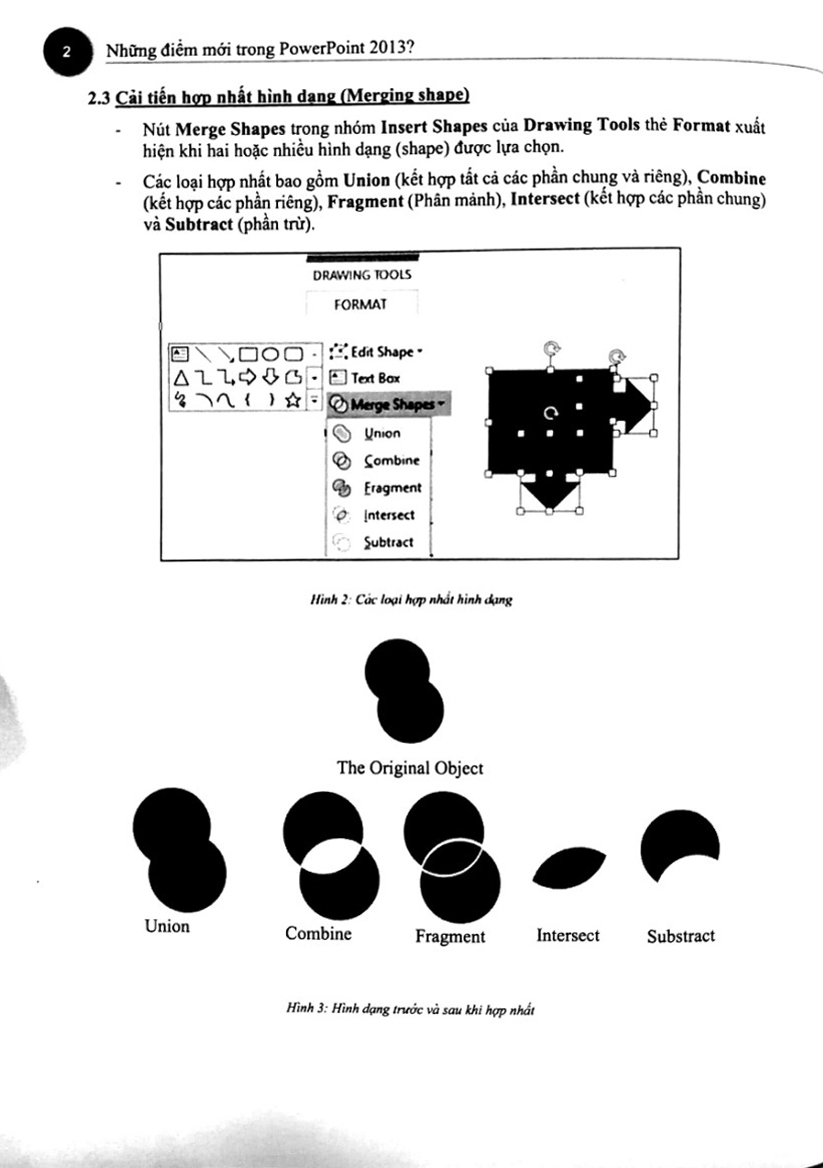 2 Những điểm mới trong PowerPoint 2013?
2.3 Cải tiến hợp nhất hình dạng (Merging shape)
- Nút Merge Shapes trong nhóm Insert Shapes của Drawing Tools thẻ Format xuất
hiện khi hai hoặc nhiều hình dạng (shape) được lựa chọn.
- Các loại hợp nhất bao gồm Union (kết hợp tất cả các phần chung và riêng), Combine
(kết hợp các phần riêng), Fragment (Phân mảnh), Intersect (kết hợp các phần chung)
và Subtract (phần trừ).
DRAWING TOOLS
FORMAT
Edit Shape
Text Box
Merge Shapes
Union
Combine
Fragment
Intersect
Subtract
Hình 2: Các loại hợp nhất hình dạng
The Original Object
Union
Combine
Fragment
Intersect
Substract
Hình 3: Hình dạng trước và sau khi hợp nhất